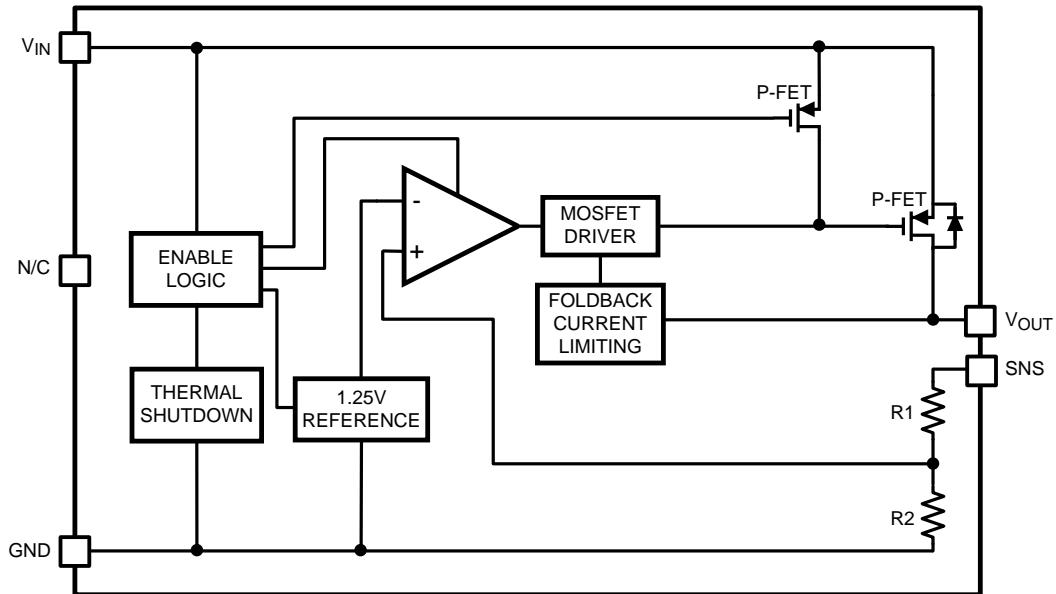 VIN
P-FET
P-FET
-
+
MOSFET
DRIVER
N/C
ENABLE
LOGIC
FOLDBACK
CURRENT
LIMITING
VOUT
SNS
THERMAL
SHUTDOWN
1.25V
REFERENCE
R1
R2
GND